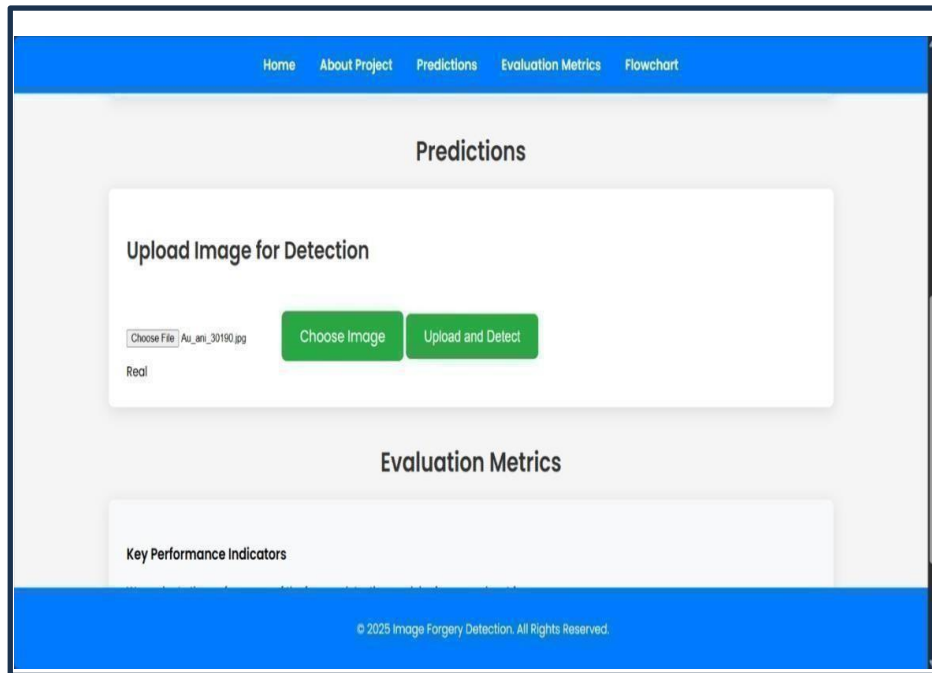 Home About Project Predictions Evaluation Metrics Flowchart
Predictions
Upload Image for Detection
Choose File Au_ani_30190.jpg Choose Image Upload and Detect
Real
Evaluation Metrics
Key Performance Indicators
© 2025 Image Forgery Detection. All Rights Reserved.